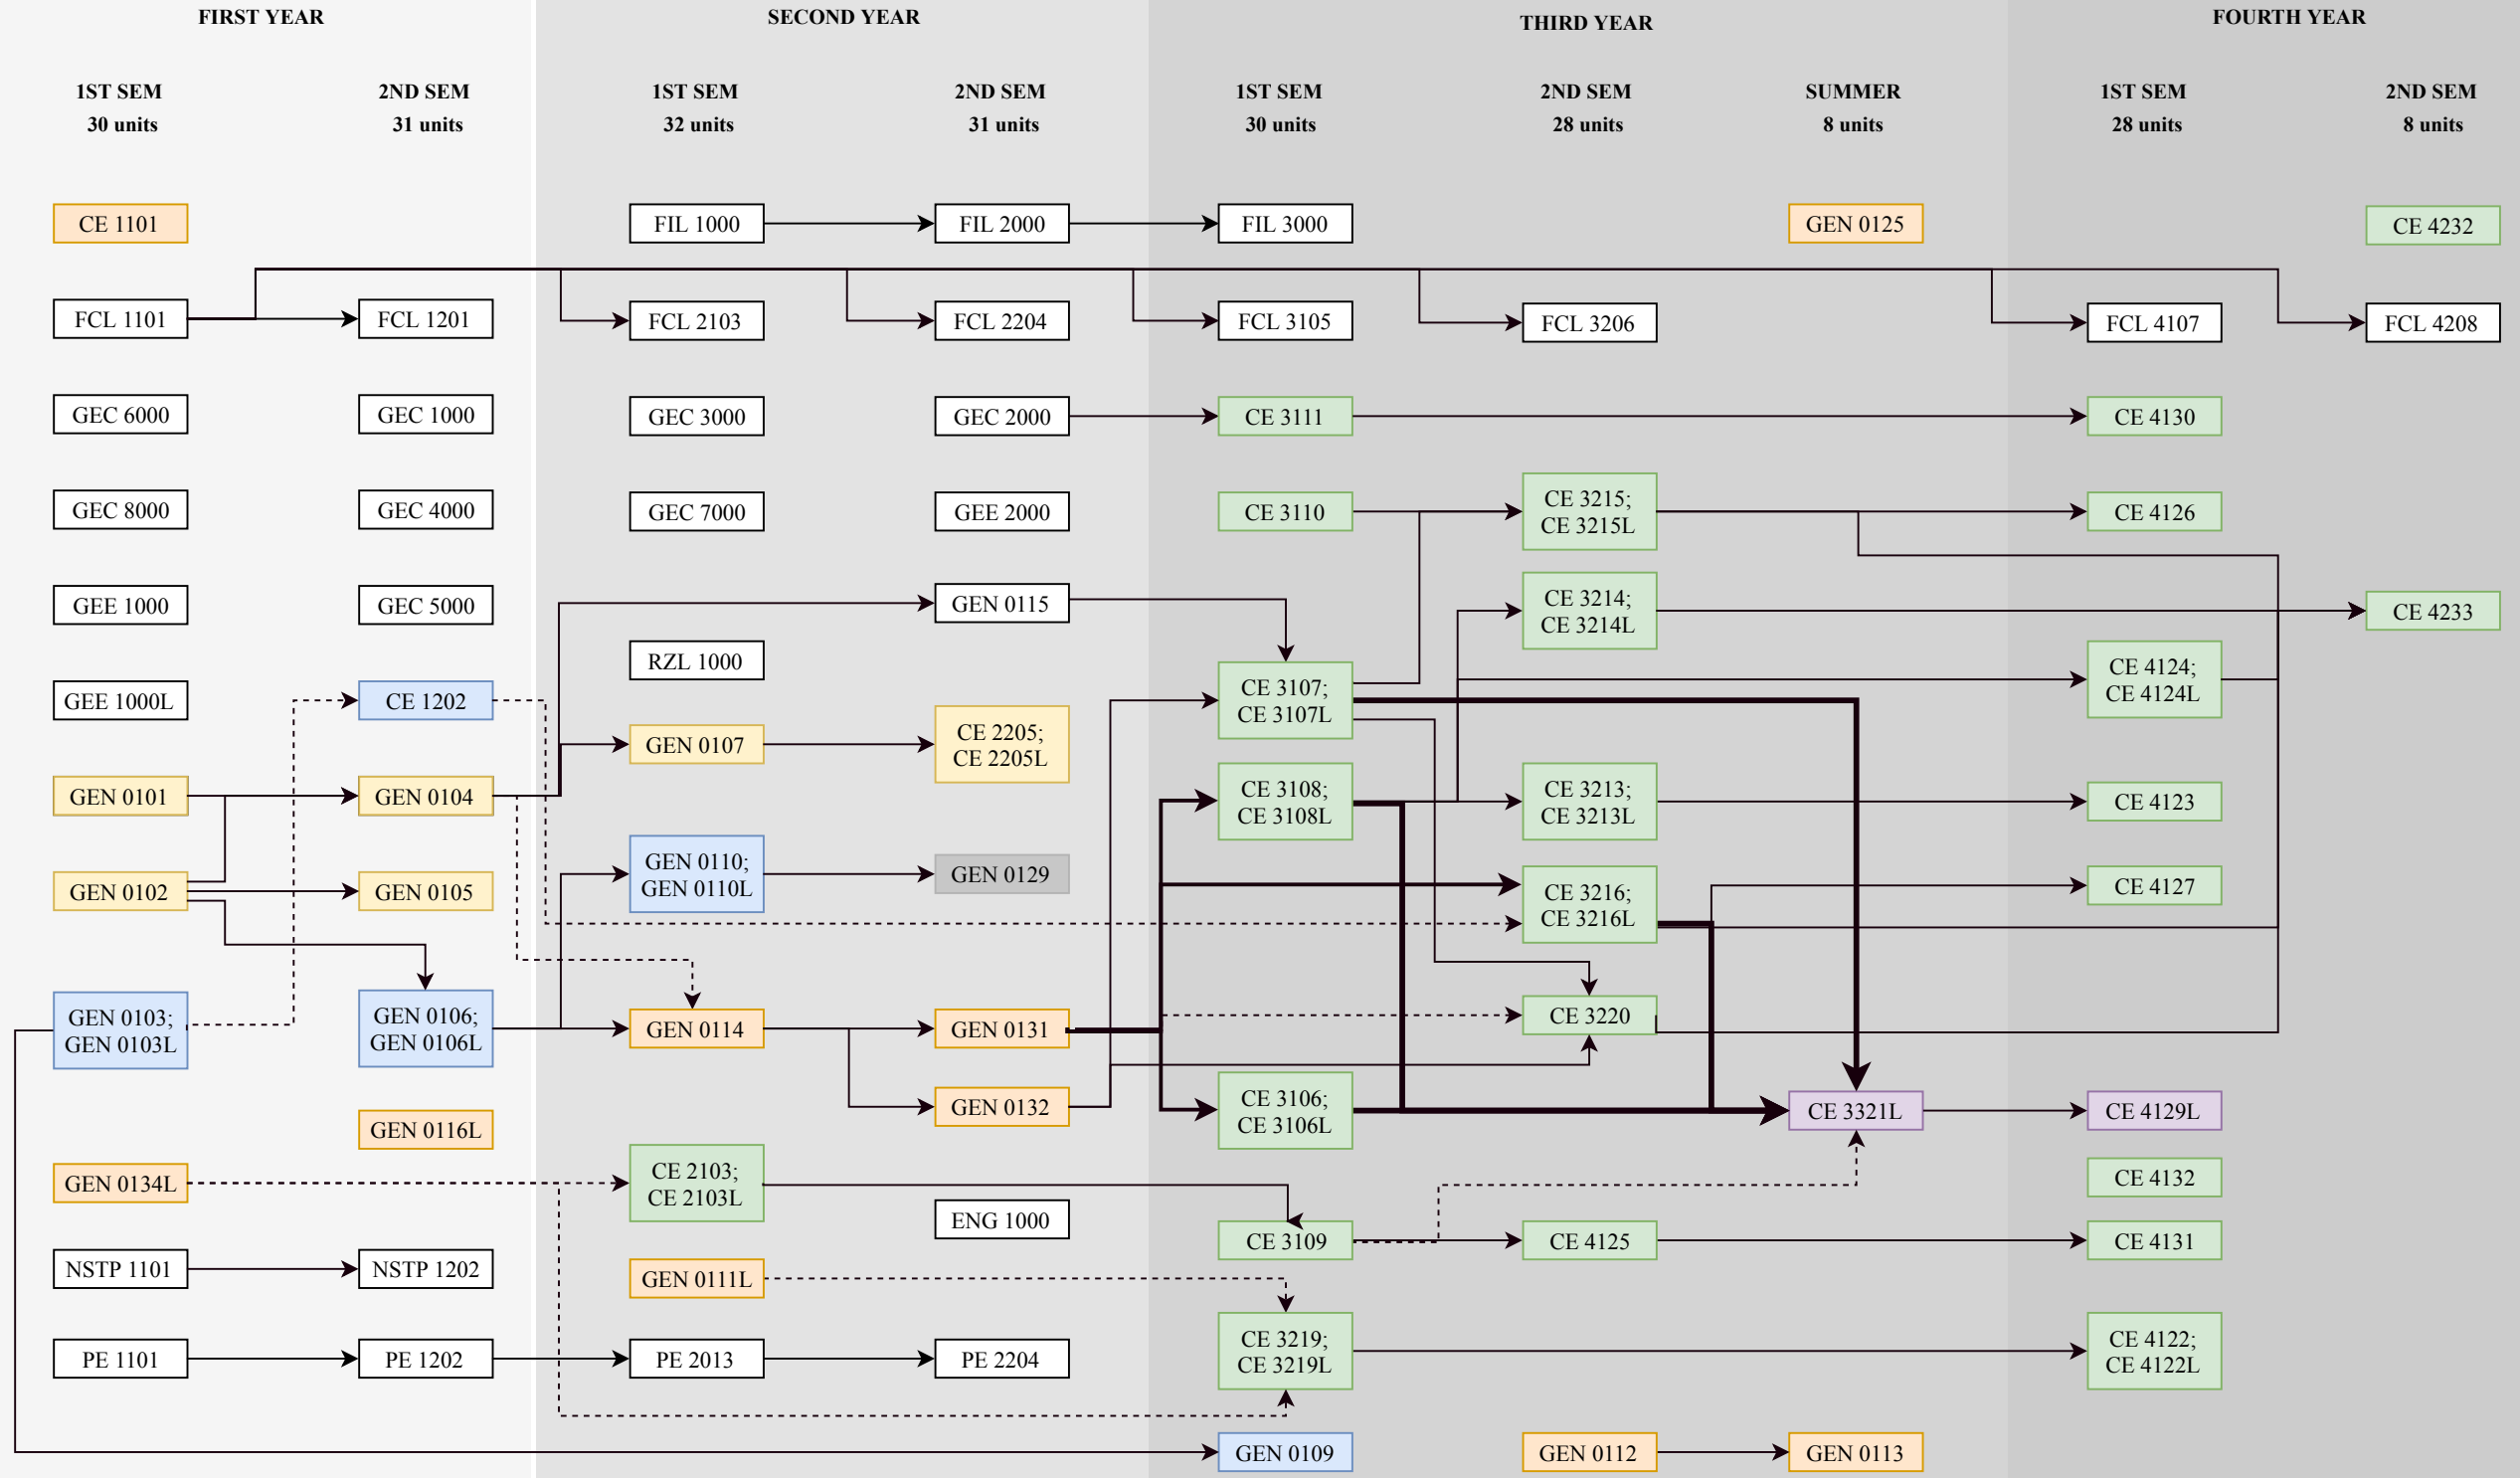 FIRST YEAR
SECOND YEAR
THIRD YEAR
FOURTH YEAR
1ST SEM
30 units
2ND SEM
31 units
1ST SEM
32 units
2ND SEM
31 units
1ST SEM
30 units
2ND SEM
28 units
SUMMER
8 units
1ST SEM
28 units
2ND SEM
8 units
CE 1101
FIL 1000
FIL 2000
FIL 3000
GEN 0125
CE 4232
FCL 1101
FCL 1201
FCL 2103
FCL 2204
FCL 3105
FCL 3206
FCL 4107
FCL 4208
GEC 6000
GEC 1000
GEC 3000
GEC 2000
CE 3111
CE 4130
GEC 8000
GEC 4000
GEC 7000
GEE 2000
CE 3110
CE 3215;
CE 3215L
CE 4126
GEE 1000
GEC 5000
GEN 0115
CE 3214;
CE 3214L
CE 4233
RZL 1000
GEE 1000L
CE 1202
CE 3107;
CE 3107L
CE 4124;
CE 4124L
GEN 0107
CE 2205;
CE 2205L
GEN 0101
GEN 0104
CE 3108;
CE 3108L
CE 3213;
CE 3213L
CE 4123
GEN 0102
GEN 0105
GEN 0110;
GEN 0110L
GEN 0129
CE 3216;
CE 3216L
CE 4127
GEN 0103;
GEN 0103L
GEN 0106;
GEN 0106L
GEN 0114
GEN 0131
CE 3220
GEN 0132
CE 3106;
CE 3106L
CE 3321L
CE 4129L
GEN 0116L
GEN 0134L
CE 2103;
CE 2103L
CE 4132
ENG 1000
CE 3109
CE 4125
CE 4131
NSTP 1101
NSTP 1202
GEN 0111L
PE 1101
PE 1202
PE 2013
PE 2204
CE 3219;
CE 3219L
CE 4122;
CE 4122L
GEN 0109
GEN 0112
GEN 0113